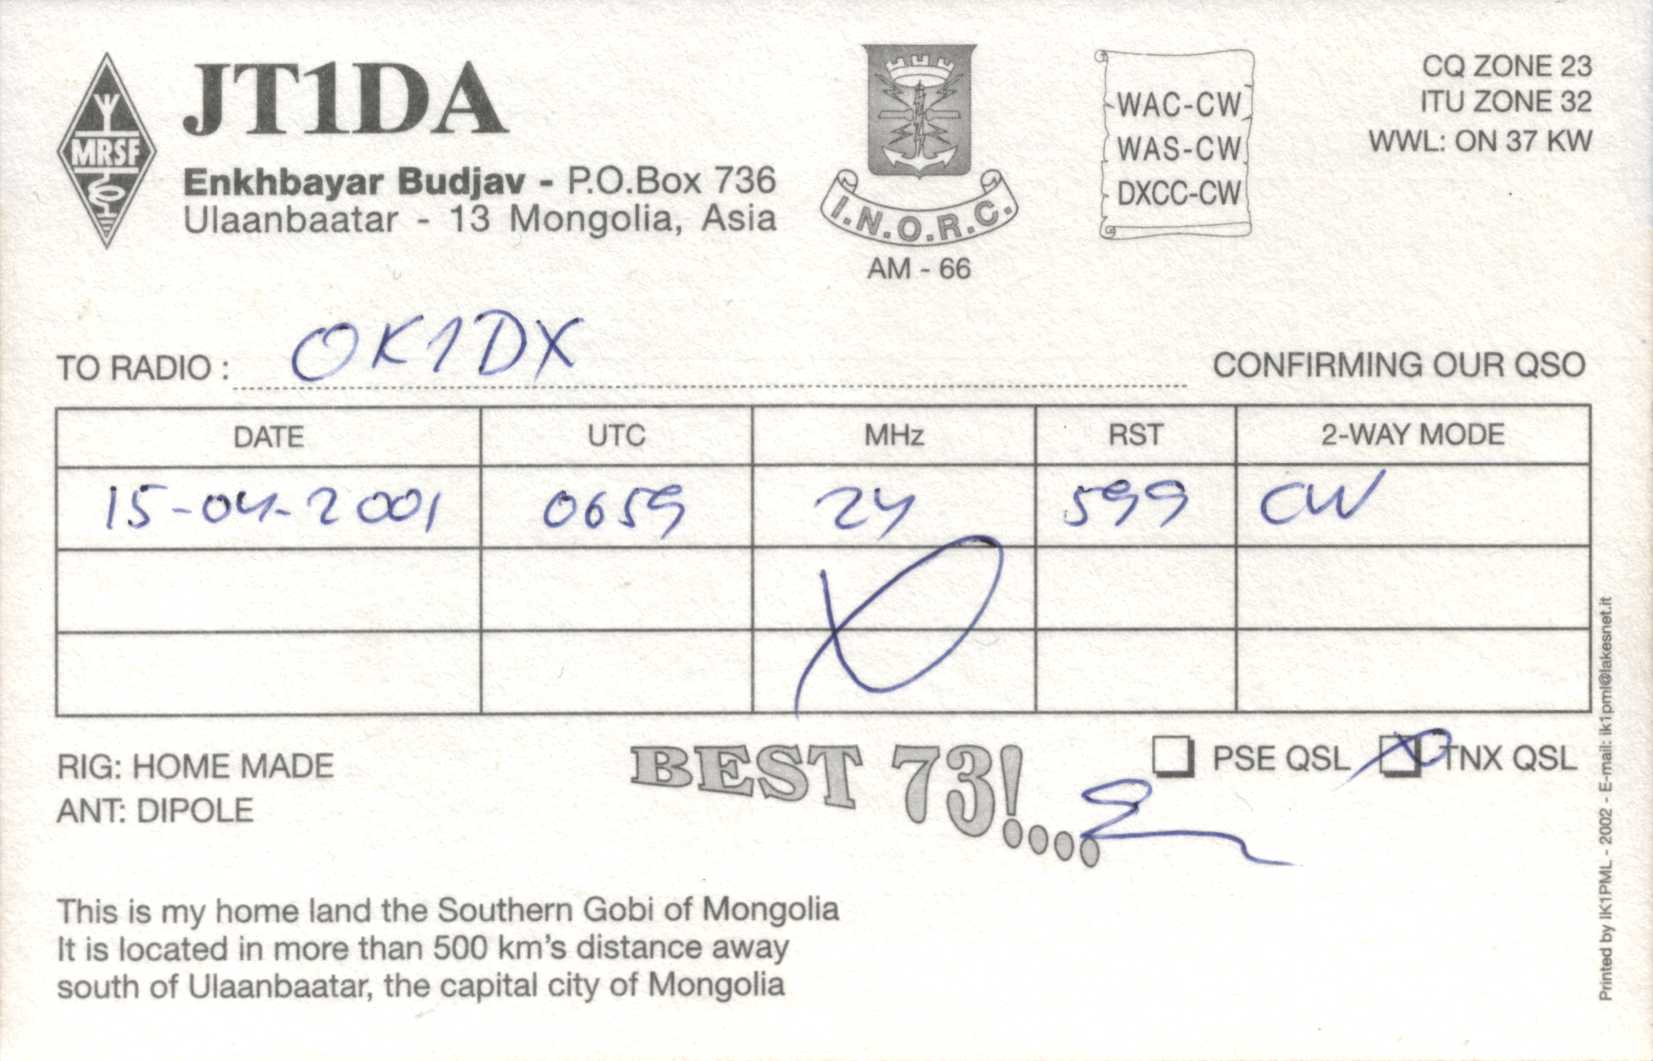 JT1DA
MRSF
Enkhbayar Budjav - P.O.Box 736
Ulaanbaatar - 13 Mongolia, Asia
I.N.O.R.C.
AM - 66
WAC-CW
WAS-CW
DXCC-CW
CQ ZONE 23
ITU ZONE 32
WWL: ON 37 KW
TO RADIO : OK1DX CONFIRMING OUR QSO
DATE UTC MHz RST 2-WAY MODE
15-04-2001 0659 24 599 CW
RIG: HOME MADE
ANT: DIPOLE
BEST 73!....
PSE QSL TNX QSL
This is my home land the Southern Gobi of Mongolia
It is located in more than 500 km's distance away
south of Ulaanbaatar, the capital city of Mongolia
Printed by IK1PML - 2002 - E-mail: ik1pml@lakesnet.it